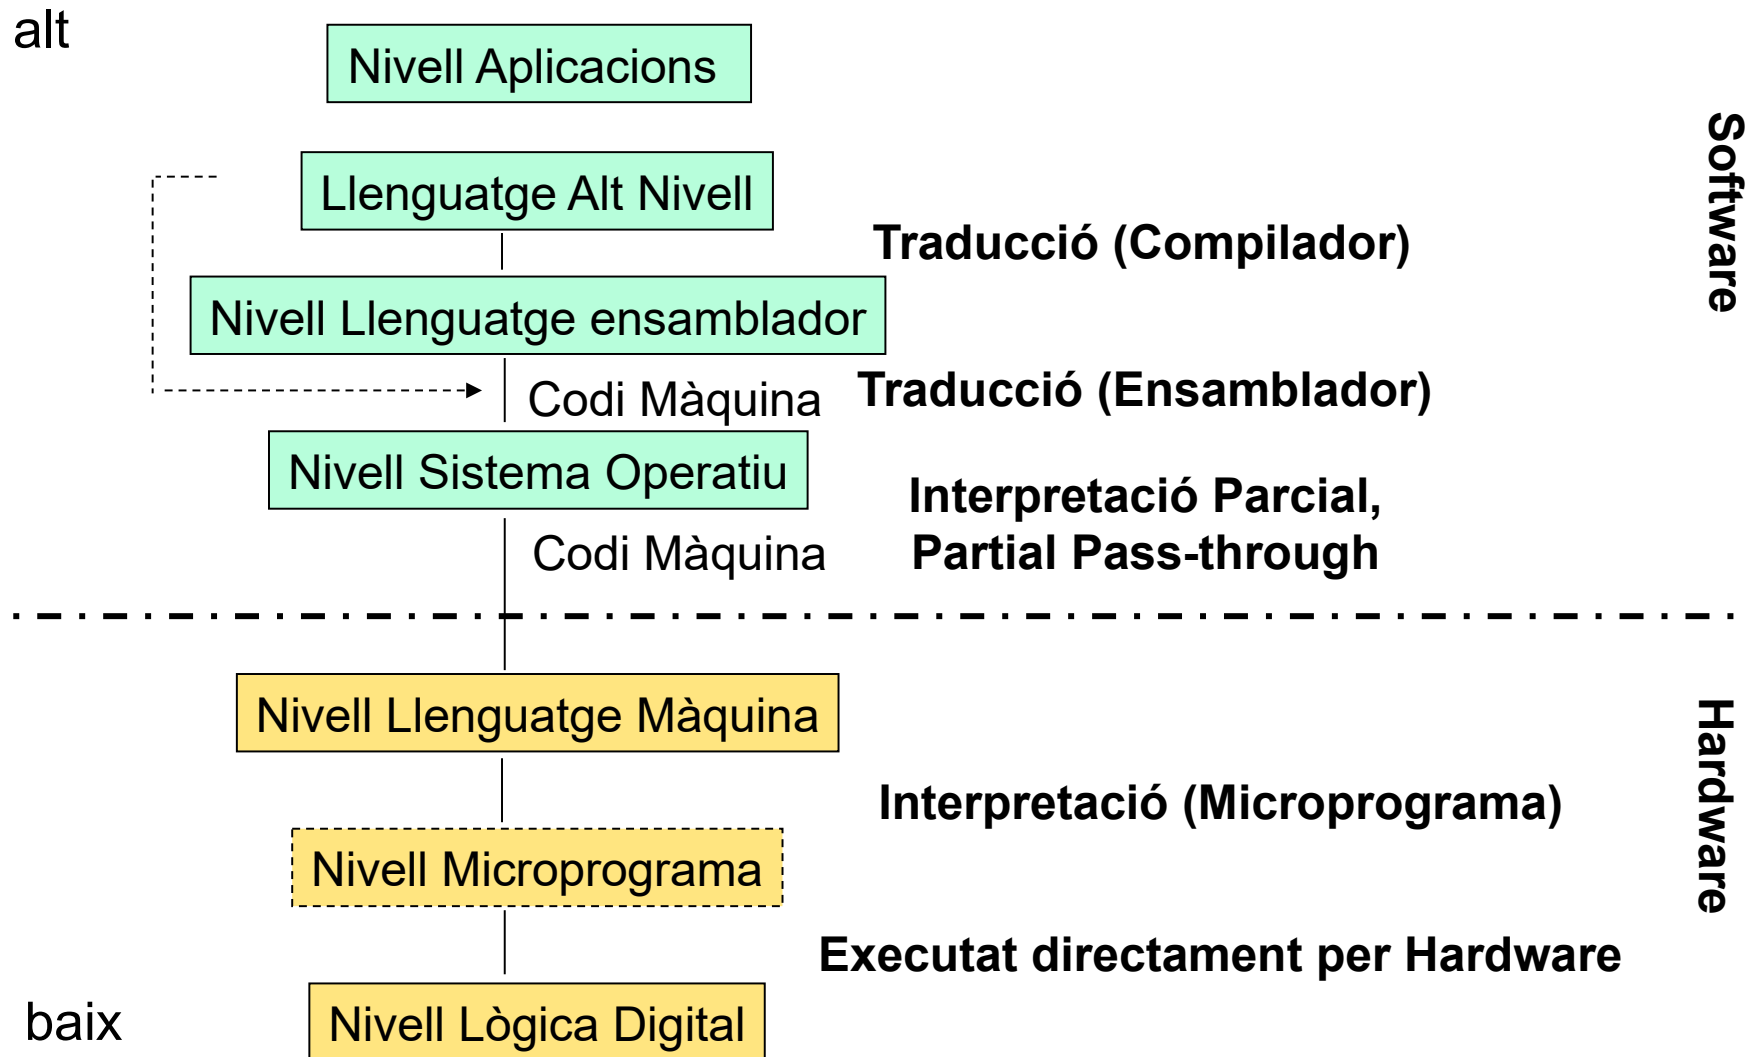 alt
Nivell Aplicacions
Llenguatge Alt Nivell
Traducció (Compilador)
Nivell Llenguatge ensamblador
Codi Màquina
Traducció (Ensamblador)
Nivell Sistema Operatiu
Interpretació Parcial,
Partial Pass-through
Codi Màquina
Software
Nivell Llenguatge Màquina
Interpretació (Microprograma)
Nivell Microprograma
Executat directament per Hardware
Nivell Lògica Digital
baix
Hardware